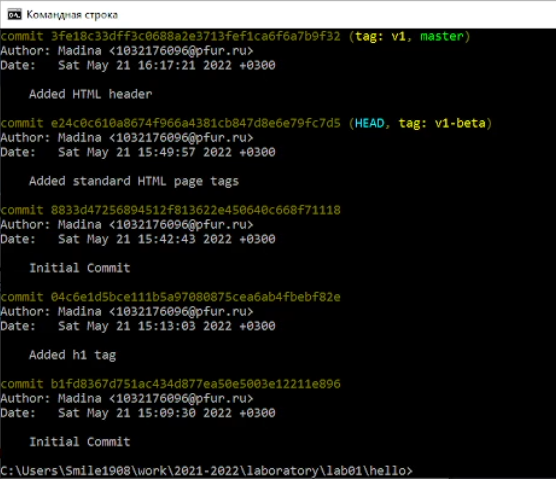 Командная строка
commit 3fe18c33dff3c0688a2e3713fef1ca6f6a7b9f32 (tag: v1, master)
Author: Madina <1032176096@pfur.ru>
Date:   Sat May 21 16:17:21 2022 +0300
Added HTML header
commit e24c0c610a8674f966a4381cb847d8e6e79fc7d5 (HEAD, tag: v1-beta)
Author: Madina <1032176096@pfur.ru>
Date:   Sat May 21 15:49:57 2022 +0300
Added standard HTML page tags
commit 8833d47256894512f813622e450640c668f71118
Author: Madina <1032176096@pfur.ru>
Date:   Sat May 21 15:42:43 2022 +0300
Initial Commit
commit 04c6e1d5bce111b5a97080875cea6ab4fbebf82e
Author: Madina <1032176096@pfur.ru>
Date:   Sat May 21 15:13:03 2022 +0300
Added h1 tag
commit b1fd8367d751ac434d877ea50e5003e12211e896
Author: Madina <1032176096@pfur.ru>
Date:   Sat May 21 15:09:30 2022 +0300
Initial Commit
C:\Users\Smile1908\work\2021-2022\laboratory\lab01\hello>